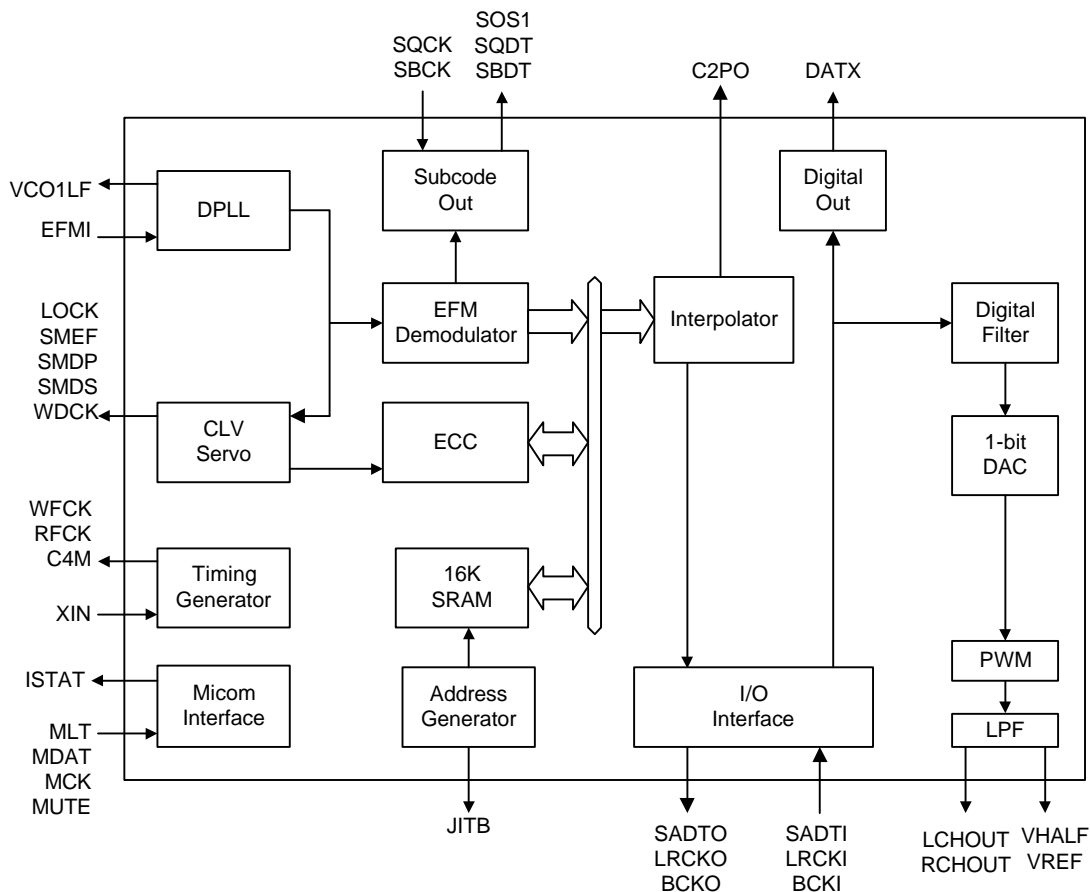 SQCK
SBCK
SOS1
SQDT
SBDT
C2PO
DATX
VCO1LF
EFMI
DPLL
Subcode
Out
Digital
Out
LOCK
SMEF
SMDP
SMDS
WDCK
EFM
Demodulator
Interpolator
Digital
Filter
CLV
Servo
ECC
1-bit
DAC
WFCK
RFCK
C4M
XIN
Timing
Generator
16K
SRAM
ISTAT
MLT
MDAT
MCK
MUTE
Micom
Interface
Address
Generator
I/O
Interface
PWM
LPF
JITB
SADTO
LRCKO
BCKO
SADTI
LRCKI
BCKI
LCHOUT
RCHOUT
VHALF
VREF